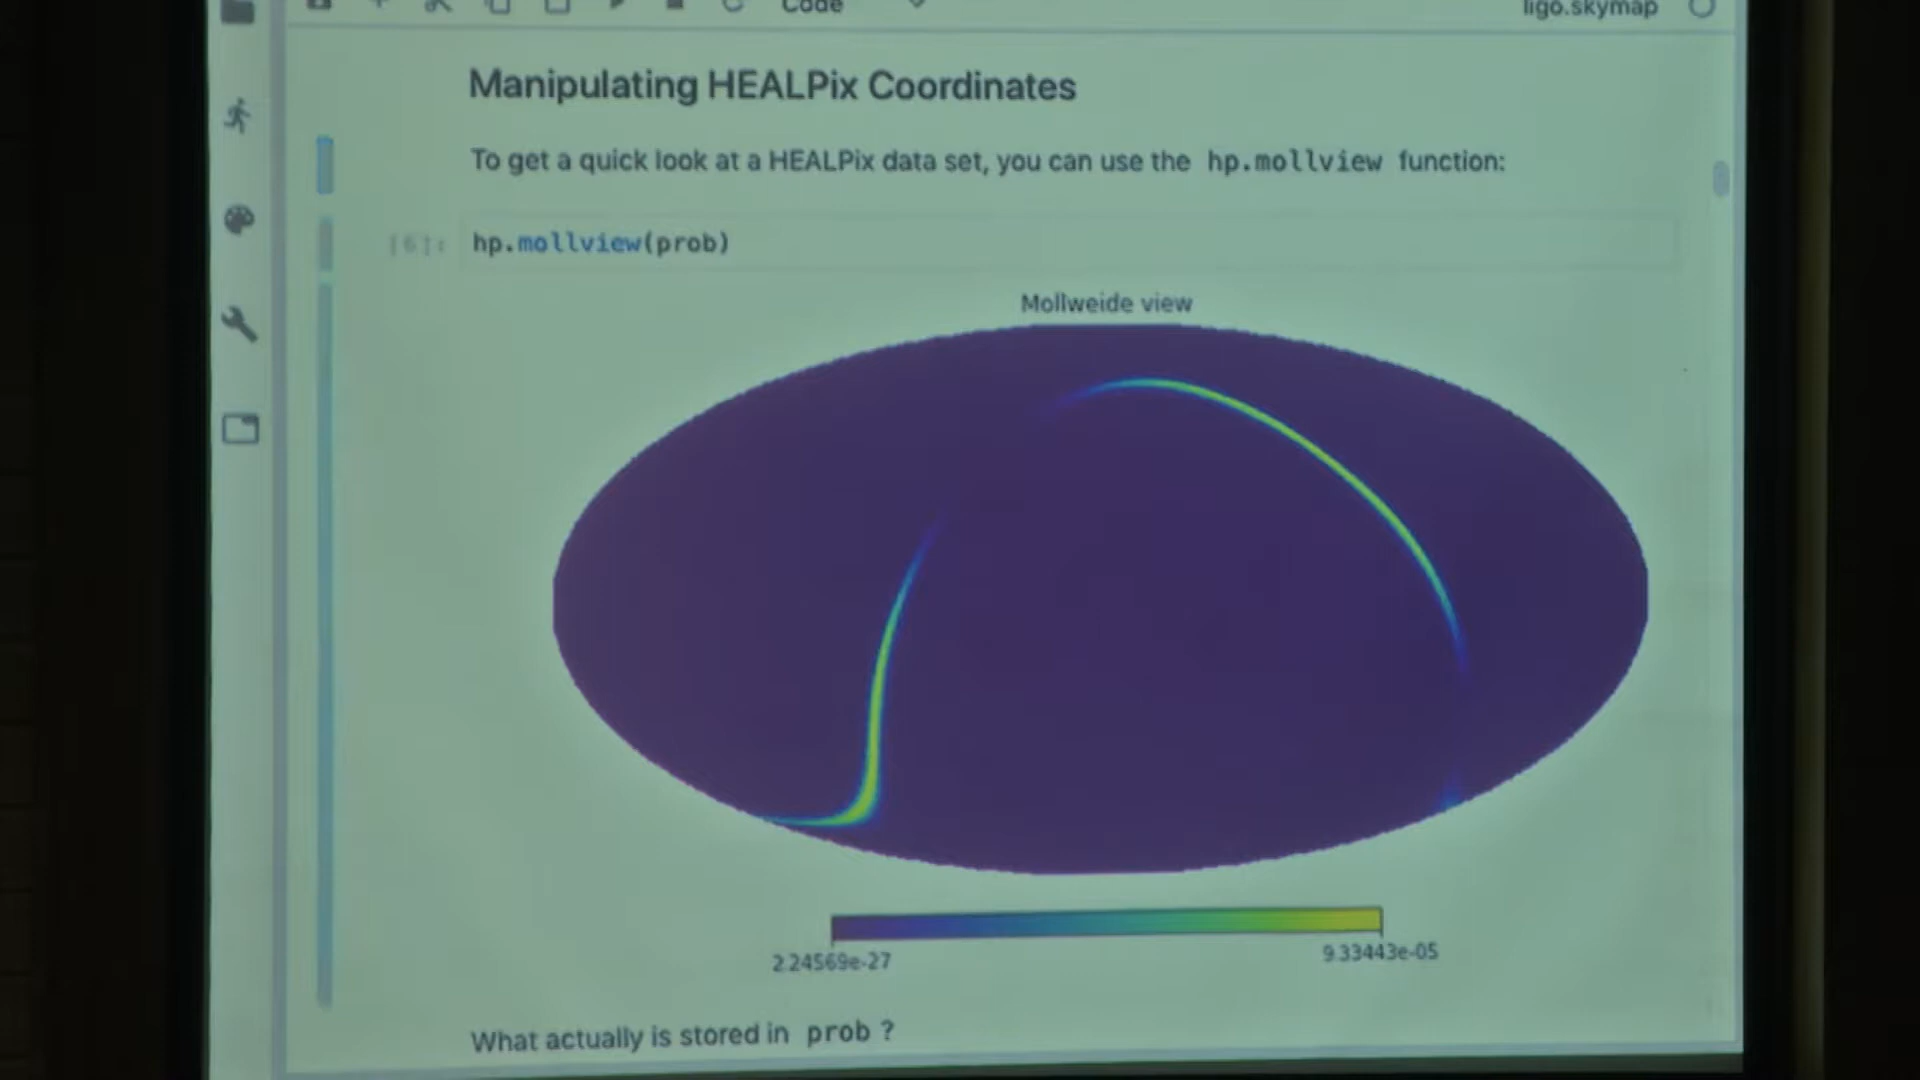 Code
ligo.skymap
Manipulating HEALPix Coordinates
To get a quick look at a HEALPix data set, you can use the hp.mollview function:
[6]:
hp.mollview(prob)
Mollweide view
2.24569e-27
9.33443e-05
What actually is stored in prob ?